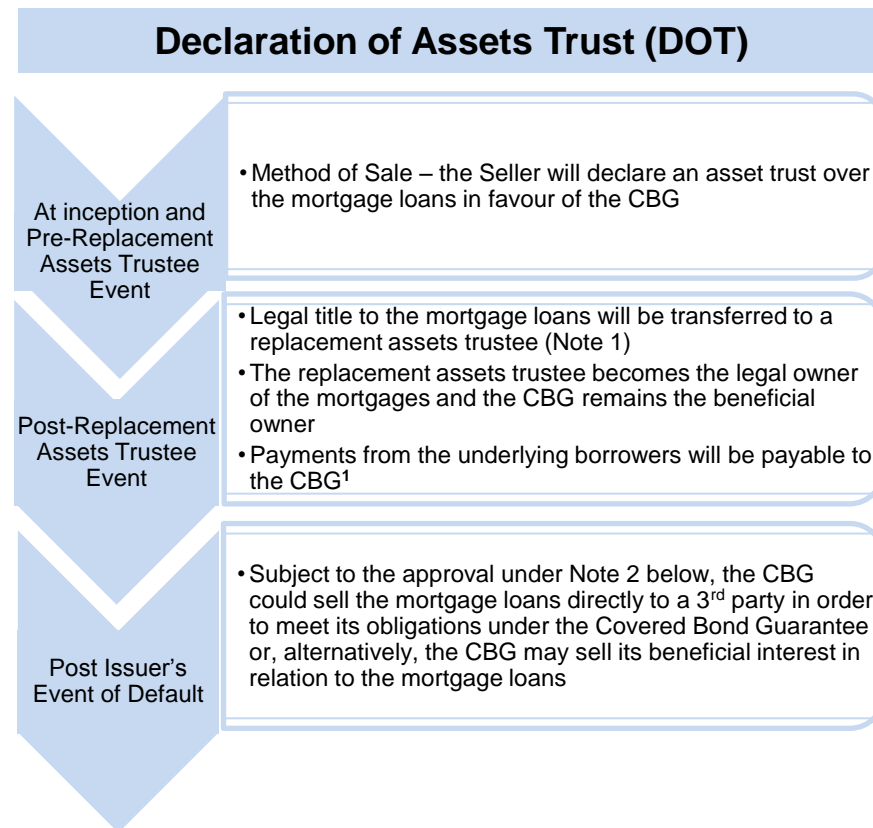 Declaration of Assets Trust (DOT)
At inception and
Pre-Replacement
Assets Trustee
Event
•Method of Sale – the Seller will declare an asset trust over
the mortgage loans in favour of the CBG
Post-Replacement
Assets Trustee
Event
•Legal title to the mortgage loans will be transferred to a
replacement assets trustee (Note 1)
•The replacement assets trustee becomes the legal owner
of the mortgages and the CBG remains the beneficial
owner
•Payments from the underlying borrowers will be payable to
the CBG¹
Post Issuer's
Event of Default
•Subject to the approval under Note 2 below, the CBG
could sell the mortgage loans directly to a 3rd party in order
to meet its obligations under the Covered Bond Guarantee
or, alternatively, the CBG may sell its beneficial interest in
relation to the mortgage loans